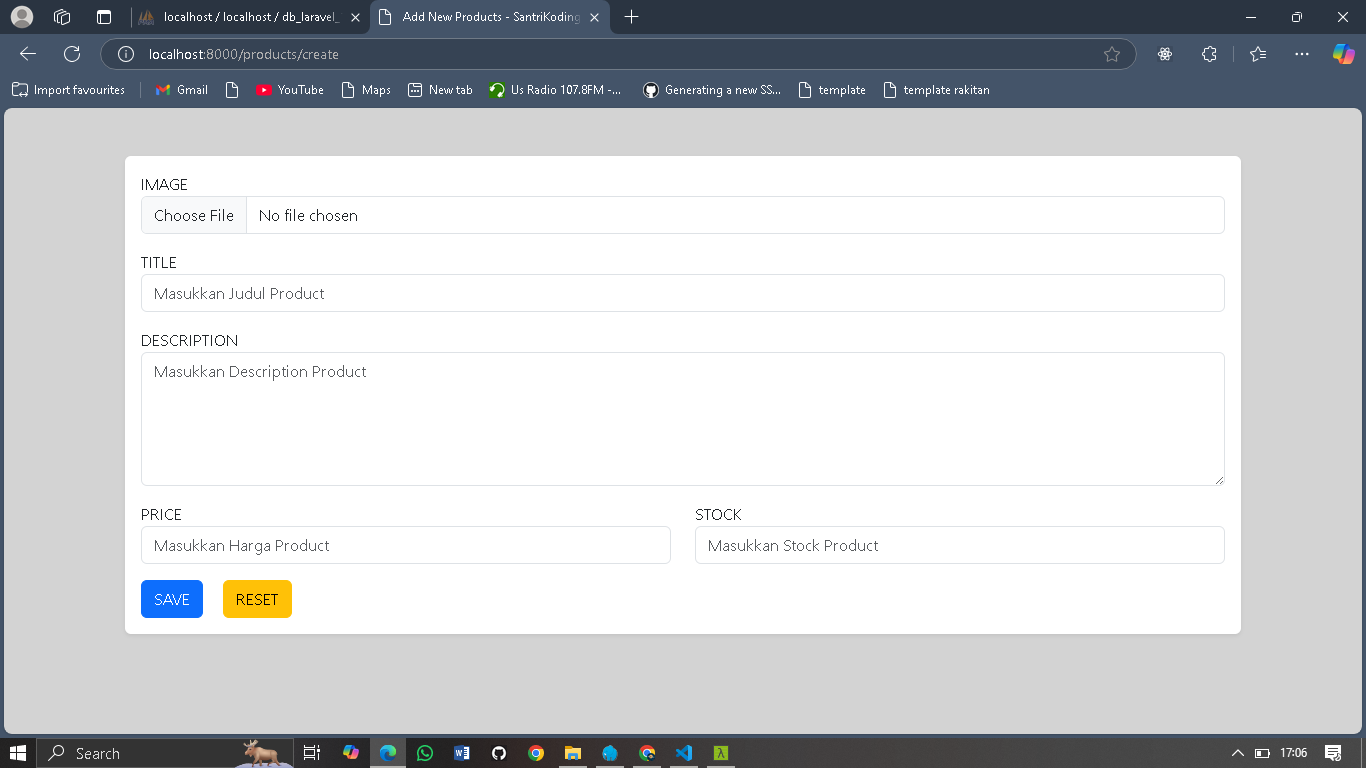 localhost / localhost / db_laravel_
Add New Products - SantriKoding
localhost:8000/products/create
Import favourites
Gmail
YouTube
Maps
New tab
Us Radio 107.8FM -...
Generating a new SS...
template
template rakitan
IMAGE
Choose File No file chosen
TITLE
Masukkan Judul Product
DESCRIPTION
Masukkan Description Product
PRICE
STOCK
Masukkan Harga Product
Masukkan Stock Product
SAVE
RESET
Search
17:06